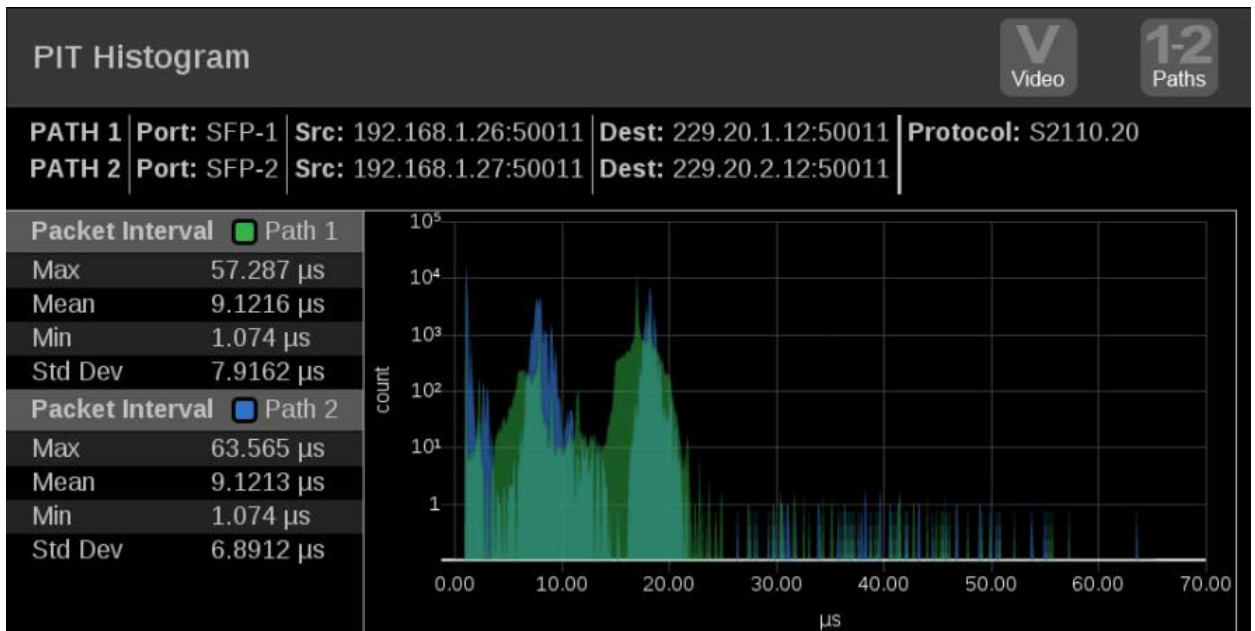 PIT Histogram
V
Video
1-2
Paths
PATH 1 Port: SFP-1 Src: 192.168.1.26:50011 Dest: 229.20.1.12:50011 Protocol: S2110.20
PATH 2 Port: SFP-2 Src: 192.168.1.27:50011 Dest: 229.20.2.12:50011
Packet Interval Path 1
Max 57.287 µs
Mean 9.1216 µs
Min 1.074 µs
Std Dev 7.9162 µs
Packet Interval Path 2
Max 63.565 µs
Mean 9.1213 µs
Min 1.074 µs
Std Dev 6.8912 µs
10⁵
10⁴
10³
10²
10¹
1
count
0.00 10.00 20.00 30.00 40.00 50.00 60.00 70.00
µs